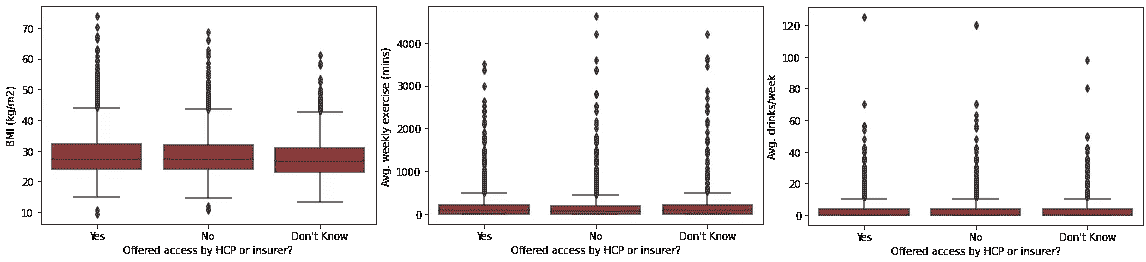 BMI (kg/m2)
70
60
50
40
30
20
10
Yes
No
Don't Know
Offered access by HCP or insurer?
Avg. weekly exercise (mins)
4000
3000
2000
1000
0
Yes
No
Don't Know
Offered access by HCP or insurer?
Avg. drinks/week
120
100
80
60
40
20
0
Yes
No
Don't Know
Offered access by HCP or insurer?